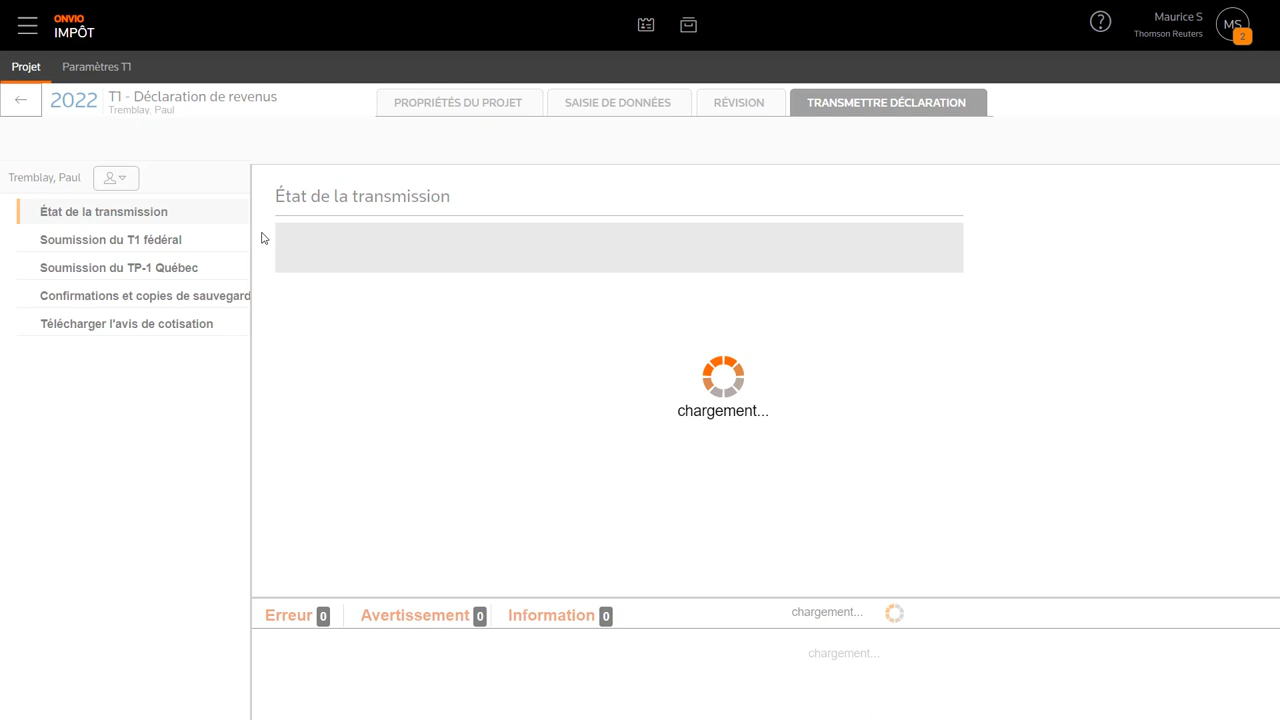 ONVIO
IMPÔT
?
Maurice S
Thomson Reuters
MS
2
Projet
Paramètres T1
←
2022
T1 - Déclaration de revenus
Tremblay, Paul
PROPRIÉTÉS DU PROJET
SAISIE DE DONNÉES
RÉVISION
TRANSMETTRE DÉCLARATION
Tremblay, Paul
État de la transmission
Soumission du T1 fédéral
Soumission du TP-1 Québec
Confirmations et copies de sauvegard
Télécharger l'avis de cotisation
État de la transmission
chargement...
Erreur 0
Avertissement 0
Information 0
chargement...
chargement...